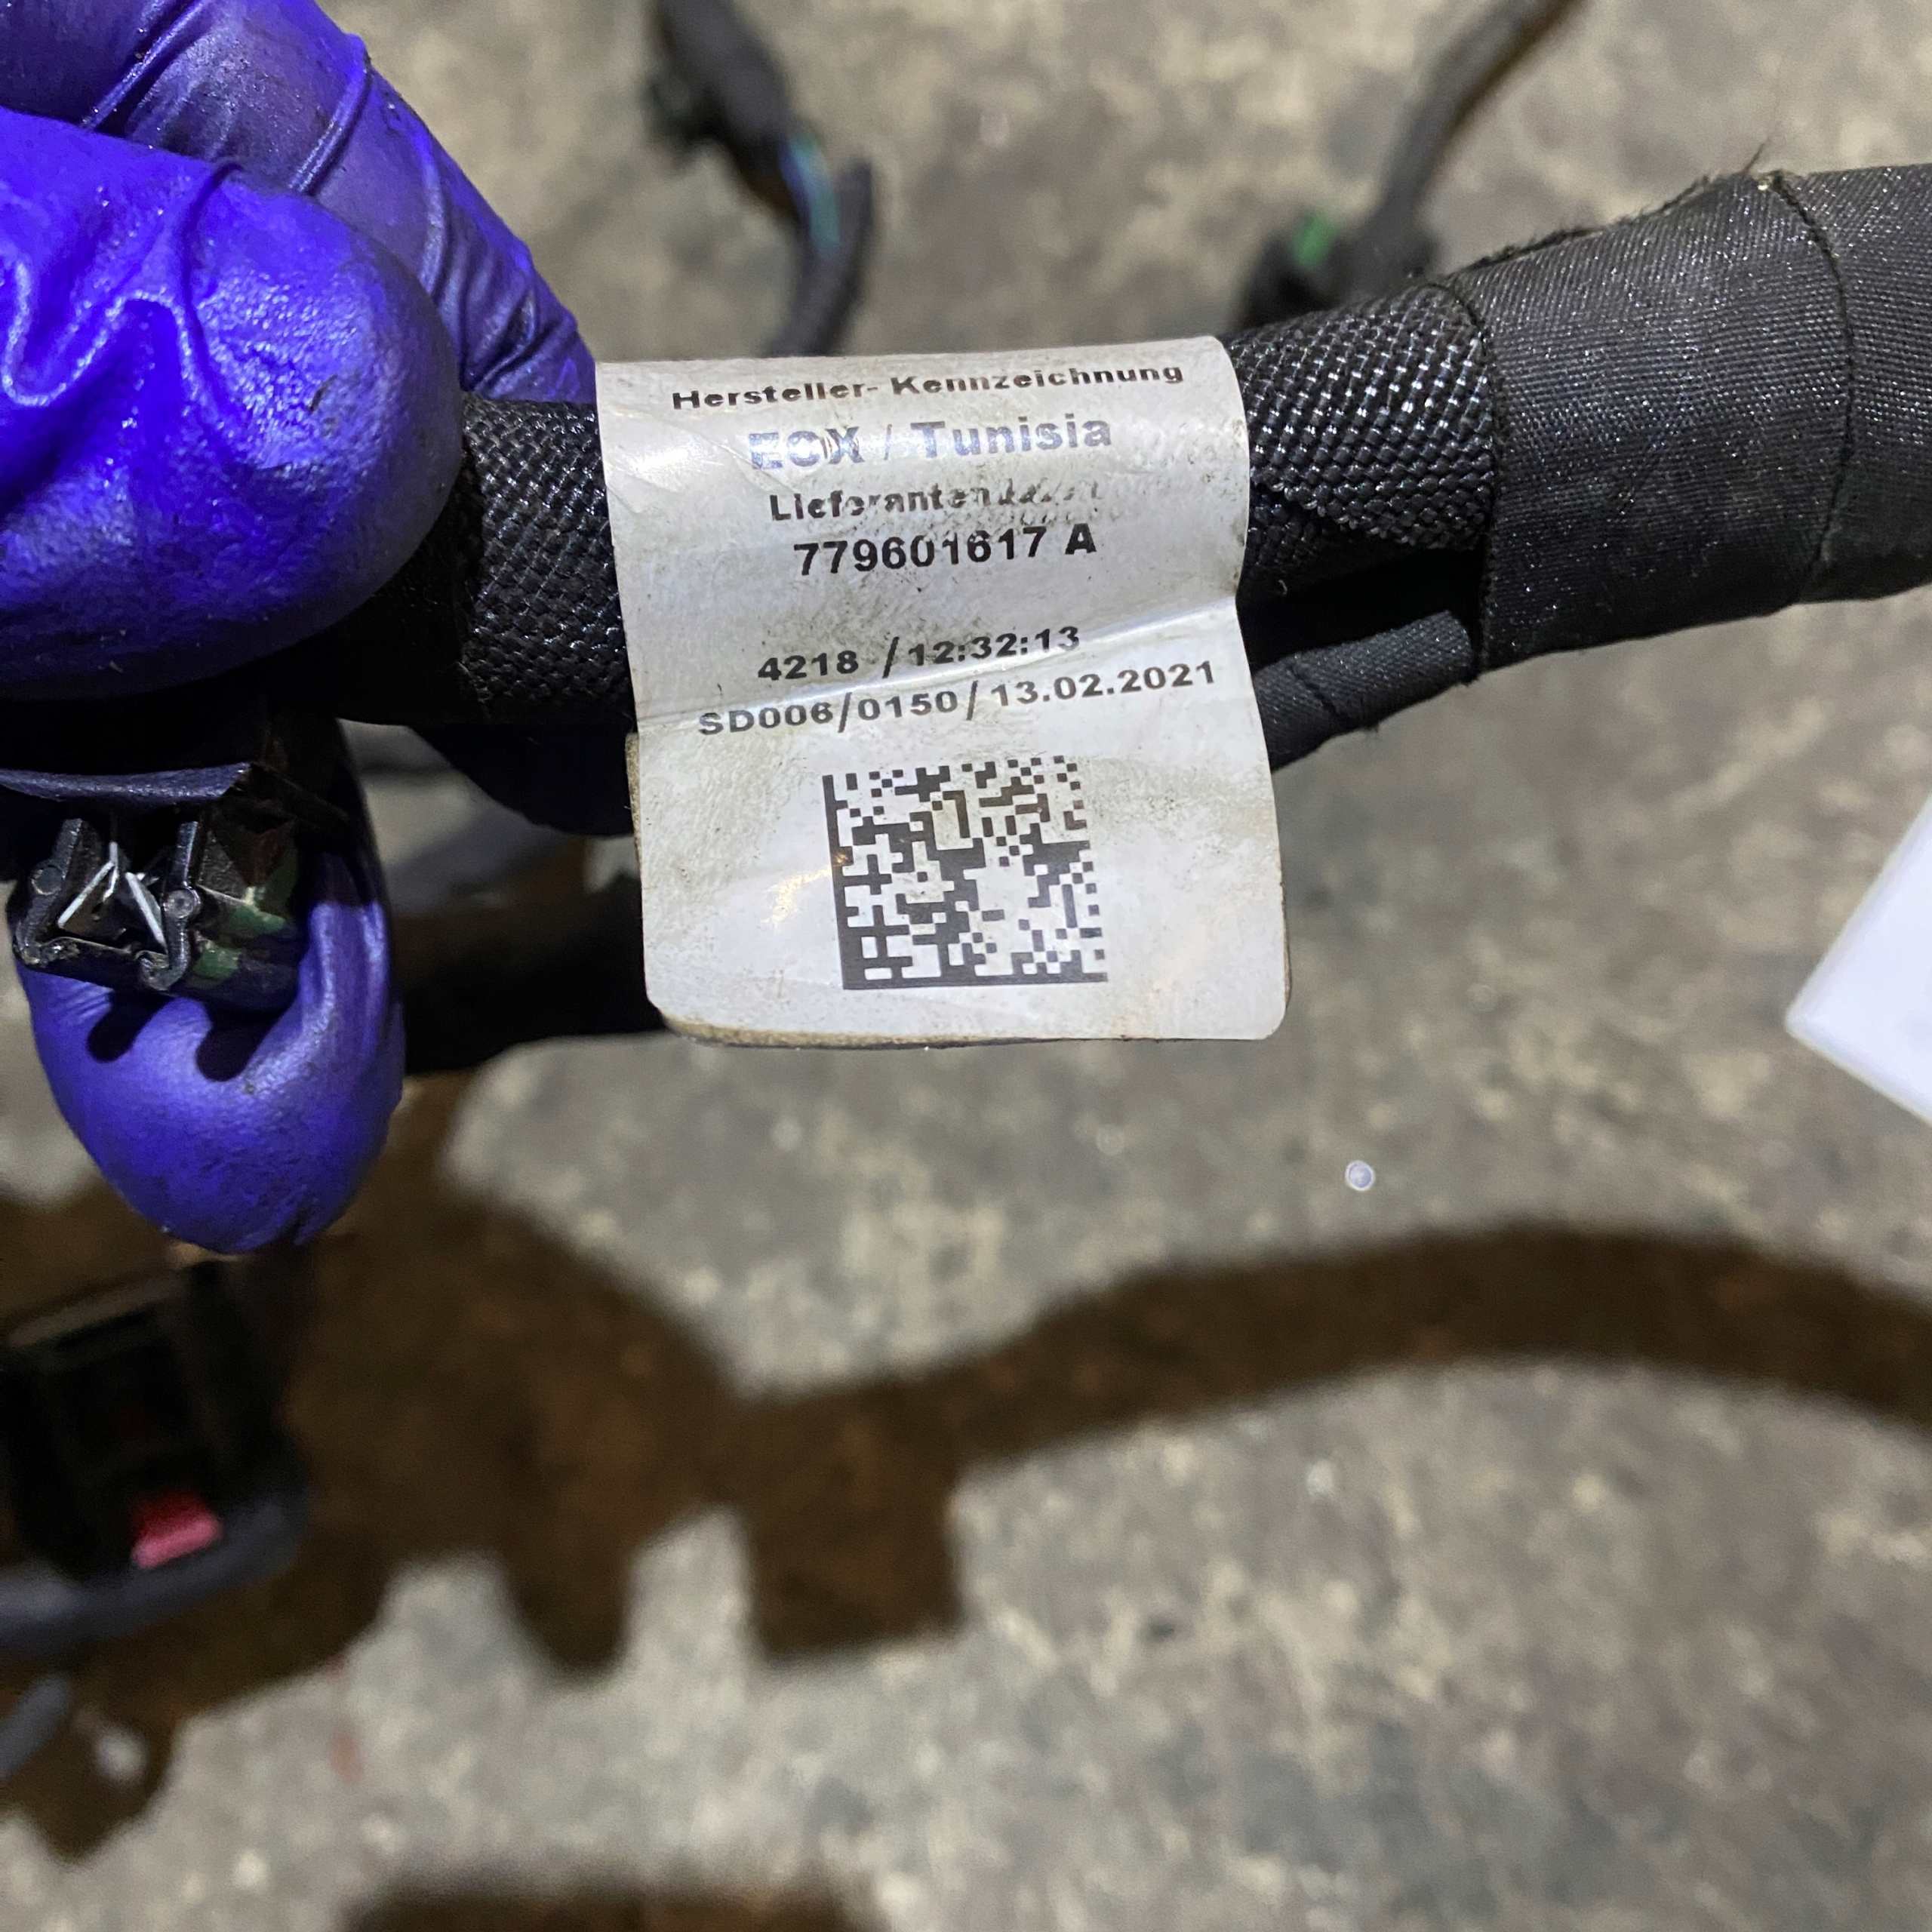 Hersteller- Kennzeichnung
ECX / Tunisia
779601617 A
4218 / 12:32:13
SD006/0150/13.02.2021